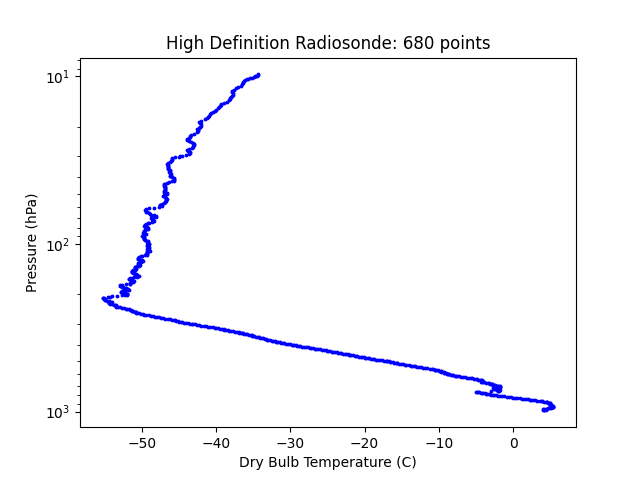 High Definition Radiosonde: 680 points
Pressure (hPa)
10¹
10²
10³
−50 −40 −30 −20 −10 0
Dry Bulb Temperature (C)